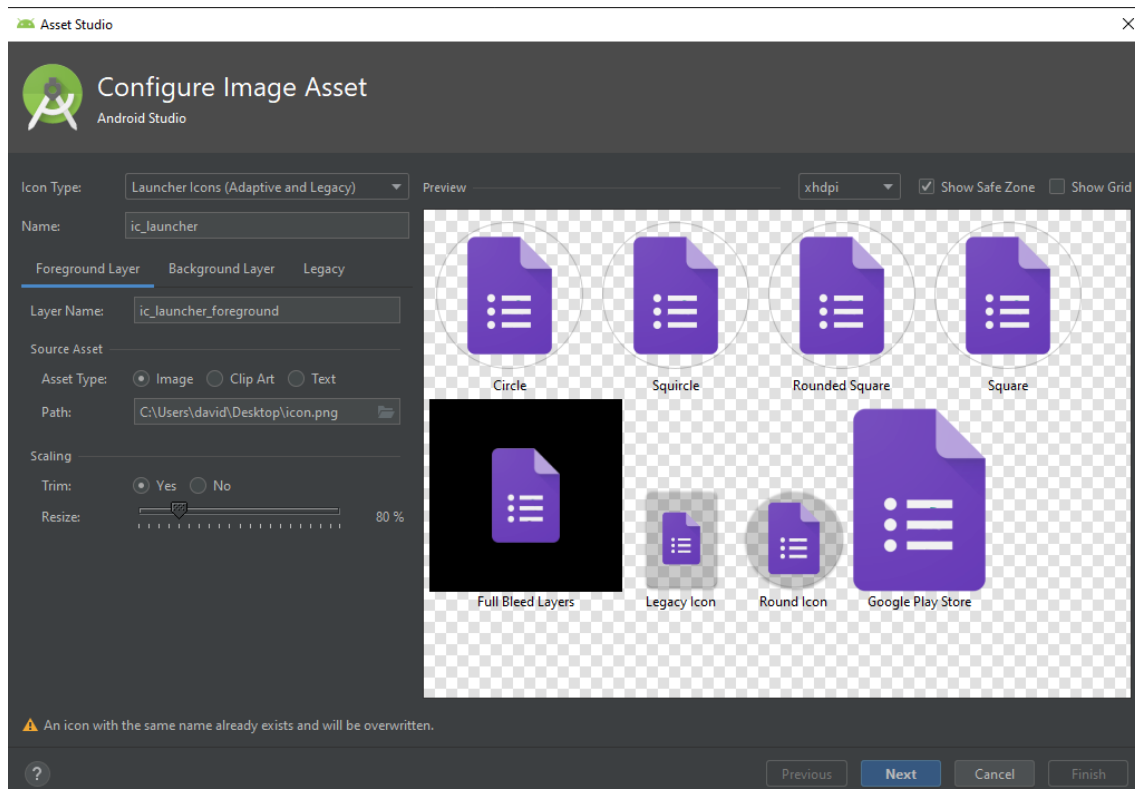 Asset Studio
Configure Image Asset
Android Studio
Icon Type: Launcher Icons (Adaptive and Legacy)
Name: ic_launcher
Foreground Layer Background Layer Legacy
Layer Name: ic_launcher_foreground
Source Asset
Asset Type: Image Clip Art Text
Path: C:\Users\david\Desktop\icon.png
Scaling
Trim: Yes No
Resize: 80 %
Preview xhdpi Show Safe Zone Show Grid
Circle Squircle Rounded Square Square
Full Bleed Layers Legacy Icon Round Icon Google Play Store
An icon with the same name already exists and will be overwritten.
? Previous Next Cancel Finish